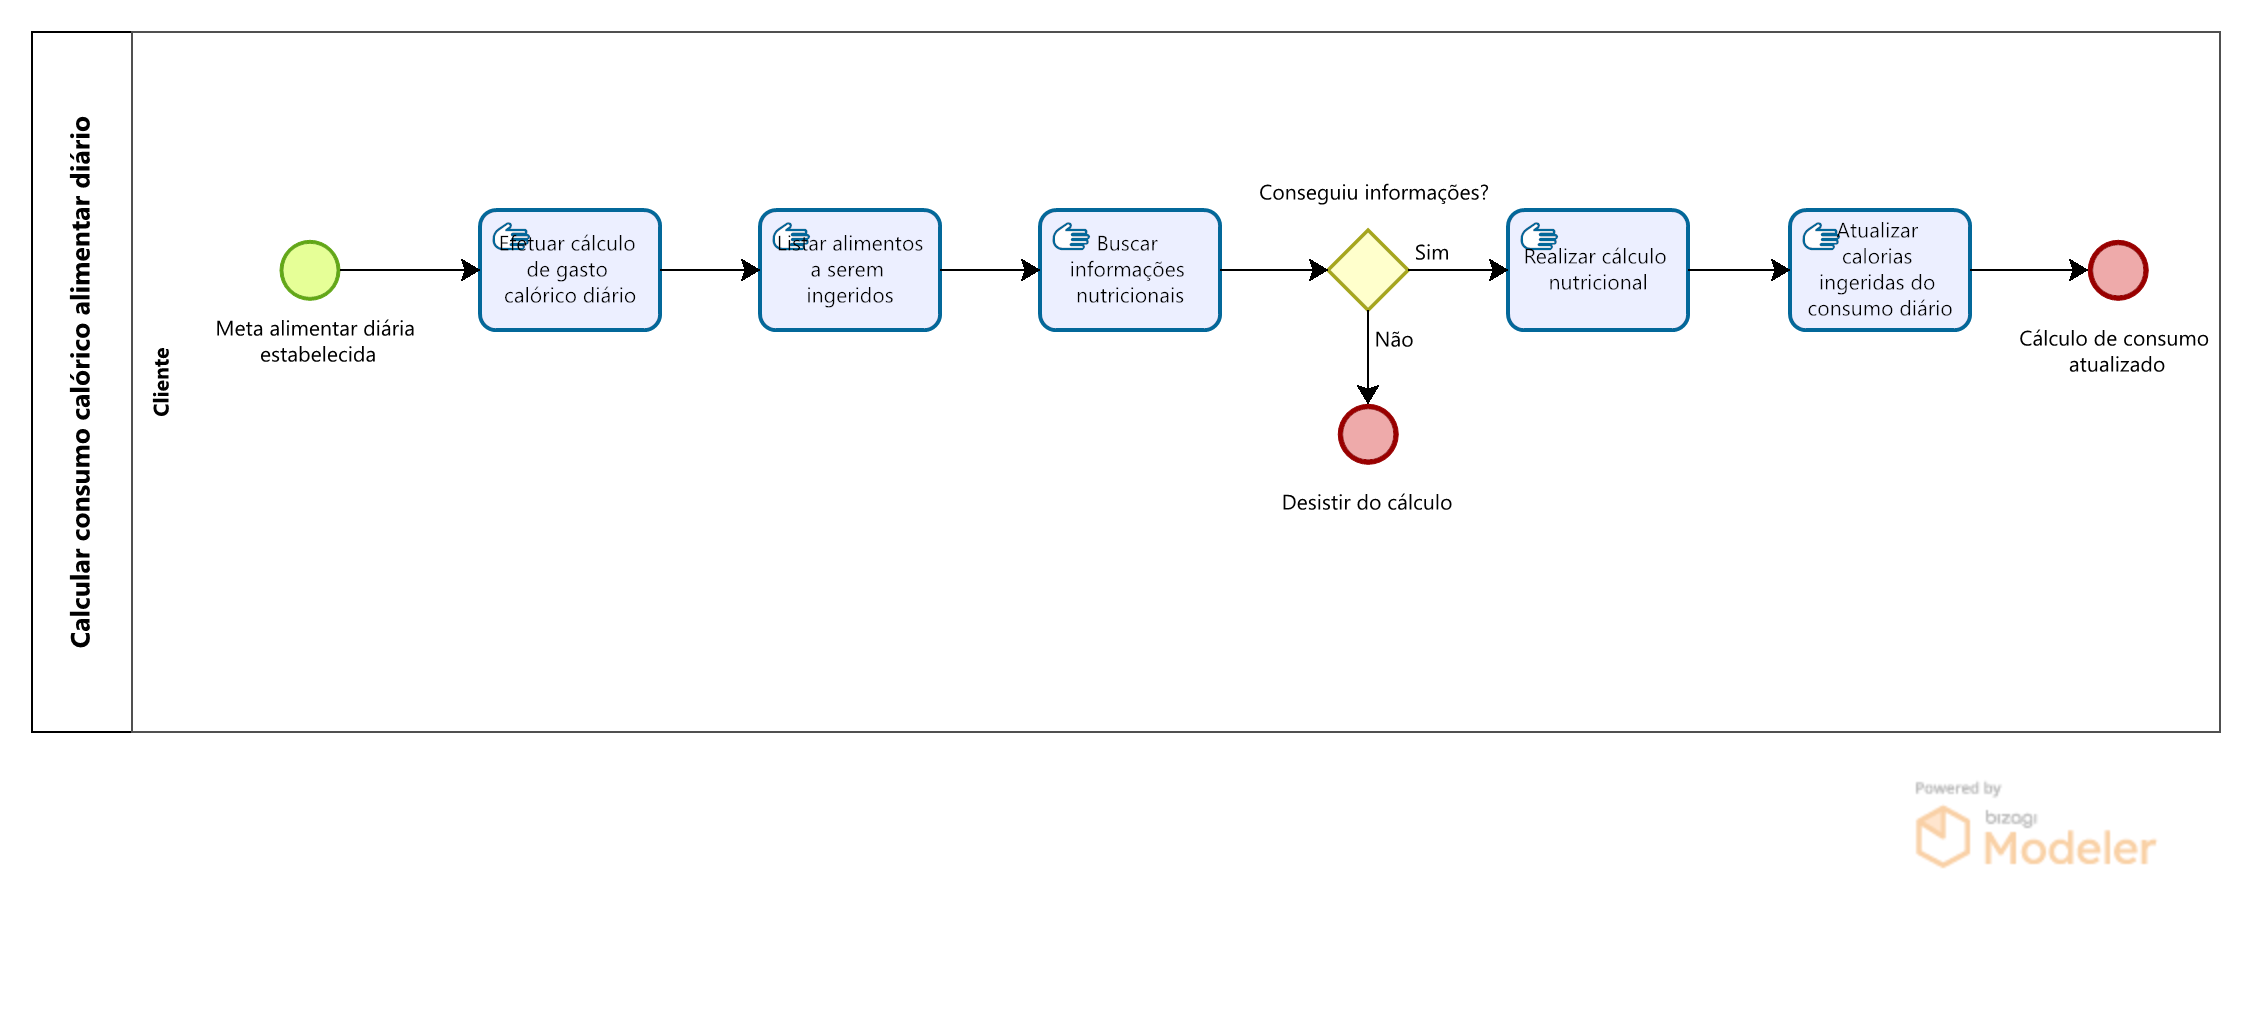 Calcular consumo calórico alimentar diário
Cliente
Meta alimentar diária
estabelecida
Efetuar cálculo
de gasto
calórico diário
Listar alimentos
a serem
ingeridos
Buscar
informações
nutricionais
Conseguiu informações?
Sim
Não
Desistir do cálculo
Realizar cálculo
nutricional
Atualizar
calorias
ingeridas do
consumo diário
Cálculo de consumo
atualizado
Powered by
bizagi
Modeler